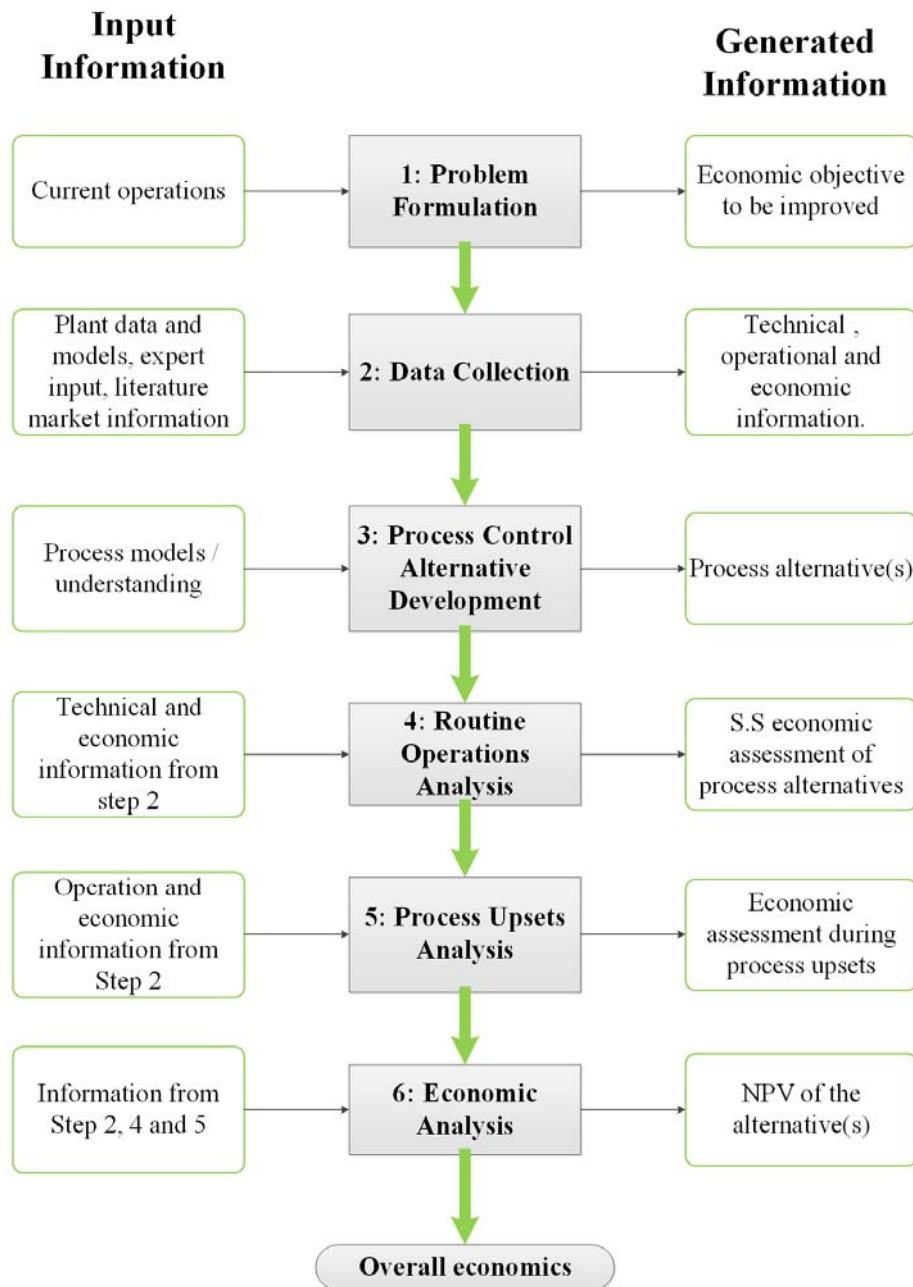 Input
Information
Generated
Information
Current operations
1: Problem
Formulation
Economic objective
to be improved
Plant data and
models, expert
input, literature
market information
2: Data Collection
Technical ,
operational and
economic
information.
Process models /
understanding
3: Process Control
Alternative
Development
Process alternative(s)
Technical and
economic
information from
step 2
4: Routine
Operations
Analysis
S.S economic
assessment of
process alternatives
Operation and
economic
information from
Step 2
5: Process Upsets
Analysis
Economic
assessment during
process upsets
Information from
Step 2, 4 and 5
6: Economic
Analysis
NPV of the
alternative(s)
Overall economics